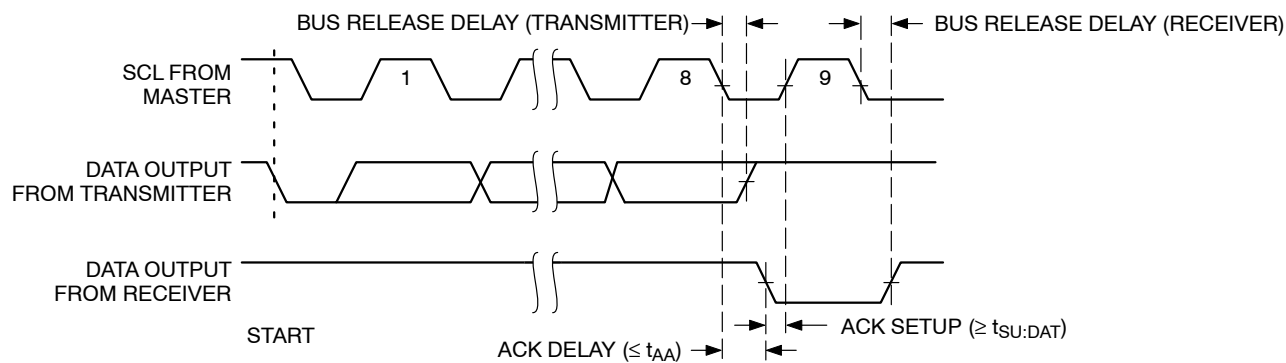 BUS RELEASE DELAY (TRANSMITTER)
BUS RELEASE DELAY (RECEIVER)
SCL FROM
MASTER
1
8
9
DATA OUTPUT
FROM TRANSMITTER
DATA OUTPUT
FROM RECEIVER
START
ACK DELAY (≤ tAA)
ACK SETUP (≥ tSU:DAT)